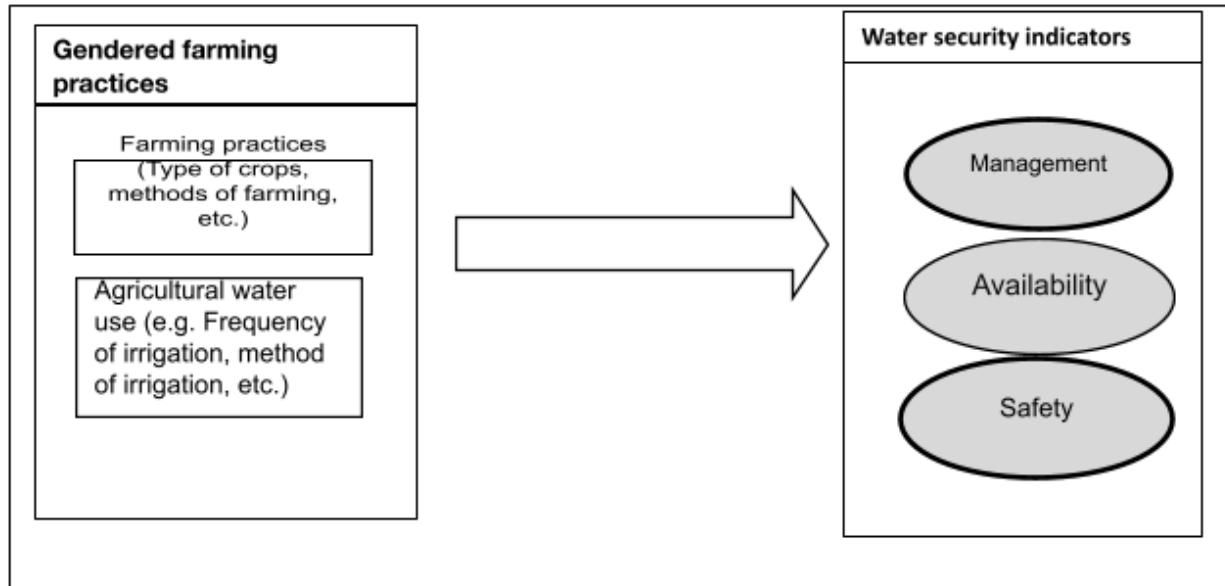 Gendered farming
practices
Farming practices
(Type of crops,
methods of farming,
etc.)
Agricultural water
use (e.g. Frequency
of irrigation, method
of irrigation, etc.)
Water security indicators
Management
Availability
Safety